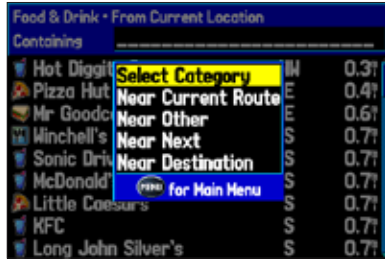 Food & Drink • From Current Location
Containing
Hot Diggit 0.3
Pizza Hut E 0.4
Mr Goodc E 0.6
Winchell's S 0.7
Sonic Driv S 0.7
McDonald' S 0.7
Little Caesars S 0.7
KFC S 0.7
Long John Silver's S 0.7
Select Category
Near Current Route
Near Other
Near Next
Near Destination
MENU for Main Menu